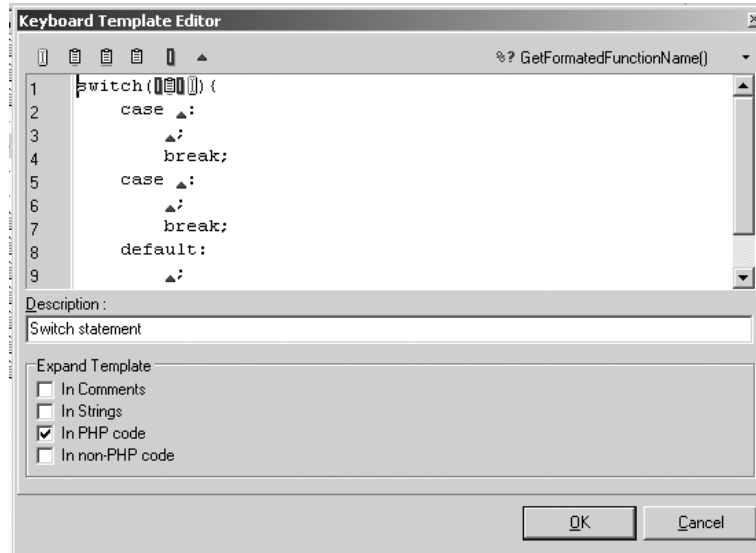 Keyboard Template Editor
%? GetFormatedFunctionName()
1 switch(){
2 case :
3 ;
4 break;
5 case :
6 ;
7 break;
8 default:
9 ;
Description :
Switch statement
Expand Template
In Comments
In Strings
In PHP code
In non-PHP code
OK Cancel